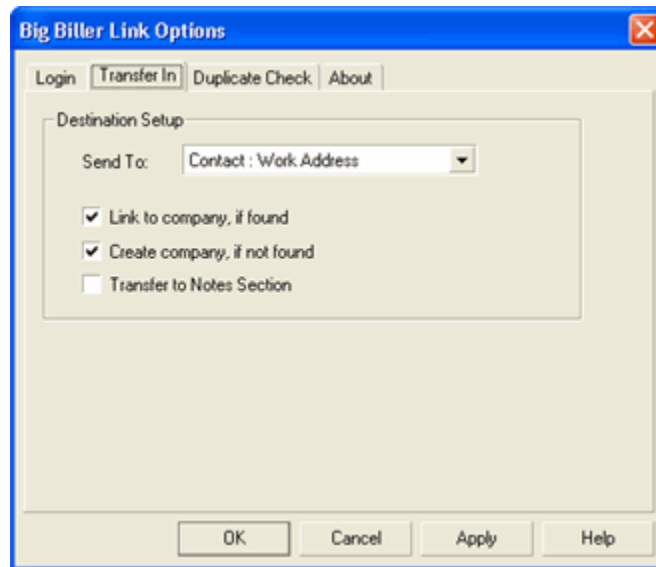 Big Biller Link Options
Login Transfer In Duplicate Check About
Destination Setup
Send To: Contact : Work Address
Link to company, if found
Create company, if not found
Transfer to Notes Section
OK Cancel Apply Help